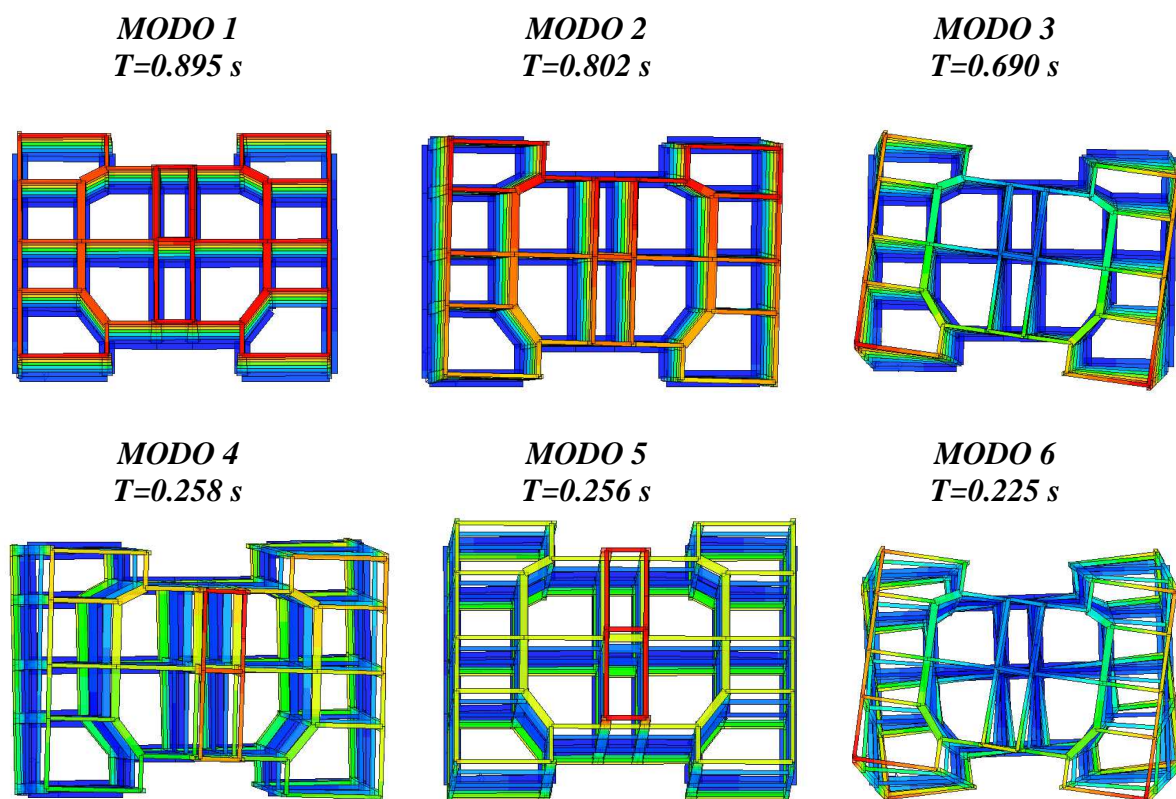 MODO 1
T=0.895 s
MODO 2
T=0.802 s
MODO 3
T=0.690 s
MODO 4
T=0.258 s
MODO 5
T=0.256 s
MODO 6
T=0.225 s